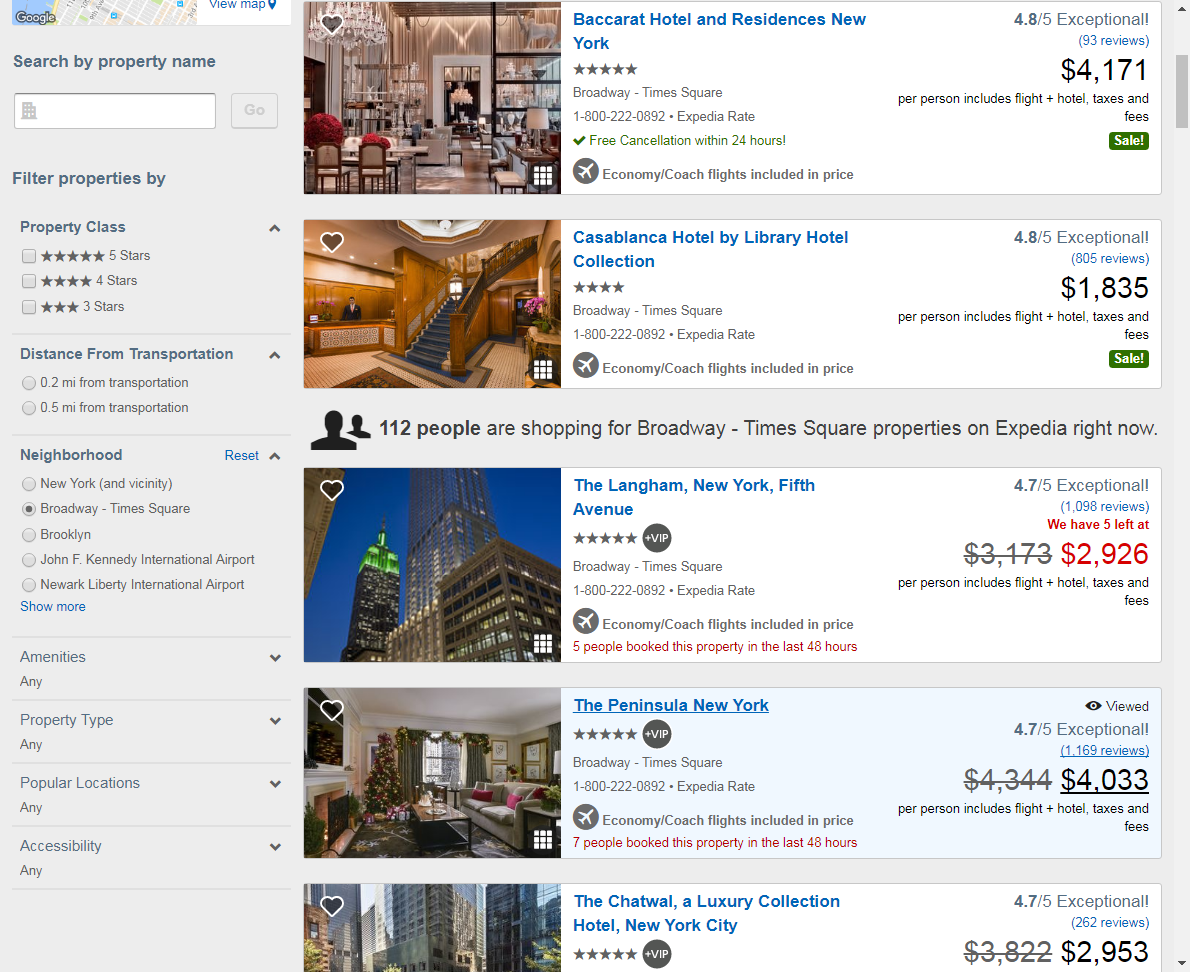 Google
View map
Search by property name
Go
Filter properties by
Property Class
★★★★★ 5 Stars
★★★★ 4 Stars
★★★ 3 Stars
Distance From Transportation
0.2 mi from transportation
0.5 mi from transportation
Neighborhood
Reset
New York (and vicinity)
Broadway - Times Square
Brooklyn
John F. Kennedy International Airport
Newark Liberty International Airport
Show more
Amenities
Any
Property Type
Any
Popular Locations
Any
Accessibility
Any
Baccarat Hotel and Residences New
York
★★★★★
Broadway - Times Square
1-800-222-0892 • Expedia Rate
Free Cancellation within 24 hours!
Economy/Coach flights included in price
4.8/5 Exceptional!
(93 reviews)
$4,171
per person includes flight + hotel, taxes and
fees
Sale!
Casablanca Hotel by Library Hotel
Collection
★★★★
Broadway - Times Square
1-800-222-0892 • Expedia Rate
Economy/Coach flights included in price
4.8/5 Exceptional!
(805 reviews)
$1,835
per person includes flight + hotel, taxes and
fees
Sale!
112 people are shopping for Broadway - Times Square properties on Expedia right now.
The Langham, New York, Fifth
Avenue
★★★★★ +VIP
Broadway - Times Square
1-800-222-0892 • Expedia Rate
Economy/Coach flights included in price
5 people booked this property in the last 48 hours
4.7/5 Exceptional!
(1,098 reviews)
We have 5 left at
$3,173 $2,926
per person includes flight + hotel, taxes and
fees
The Peninsula New York
★★★★★ +VIP
Broadway - Times Square
1-800-222-0892 • Expedia Rate
Economy/Coach flights included in price
7 people booked this property in the last 48 hours
Viewed
4.7/5 Exceptional!
(1,169 reviews)
$4,344 $4,033
per person includes flight + hotel, taxes and
fees
The Chatwal, a Luxury Collection
Hotel, New York City
★★★★★ +VIP
4.7/5 Exceptional!
(262 reviews)
$3,822 $2,953